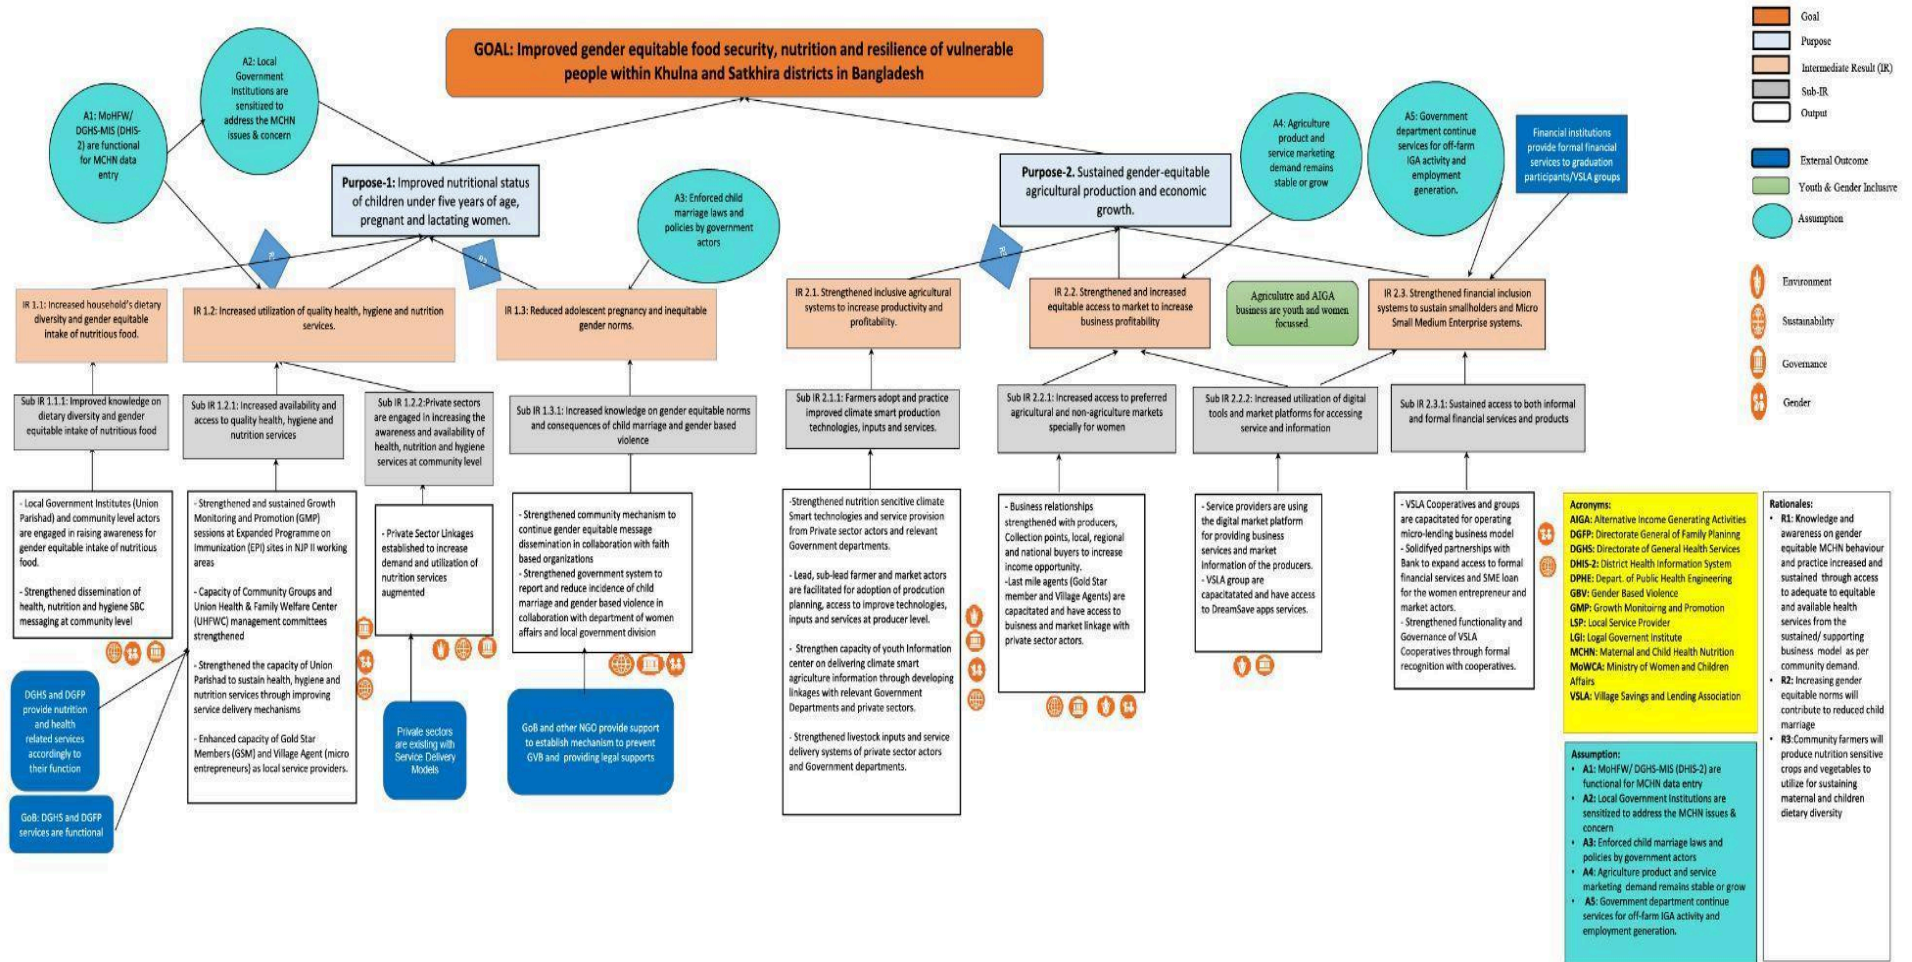 GOAL: Improved gender equitable food security, nutrition and resilience of vulnerable
people within Khulna and Satkhira districts in Bangladesh
A1: MoHFW/
DGHS-MIS (DHIS-
2) are functional
for MCHN data
entry
A2: Local
Government
Institutions are
sensitized to
address the MCHN
issues & concern
Purpose-1: Improved nutritional status
of children under five years of age,
pregnant and lactating women.
A3: Enforced child
marriage laws and
policies by government
actors
Purpose-2. Sustained gender-equitable
agricultural production and economic
growth.
A4: Agriculture
product and
service marketing
demand remains
stable or grow
A5: Government
department continue
services for off-farm
IGA activity and
employment
generation.
Financial institutions
provide formal financial
services to graduation
participants/VSLA groups
Goal
Purpose
Intermediate Result (IR)
Sub-IR
Output
External Outcome
Youth & Gender Inclusive
Assumption
Environment
Sustainability
Governance
Gender
R2
R3
IR 1.1: Increased household's dietary
diversity and gender equitable
intake of nutritious food.
IR 1.2: Increased utilization of quality health, hygiene and nutrition
services.
IR 1.3: Reduced adolescent pregnancy and inequitable
gender norms.
IR 2.1. Strengthened inclusive agricultural
systems to increase productivity and
profitability.
IR 2.2. Strengthened and increased
equitable access to market to increase
business profitability
Agriculutre and AIGA
business are youth and women
focussed
IR 2.3. Strengthened financial inclusion
systems to sustain smallholders and Micro
Small Medium Enterprise systems.
Sub IR 1.1.1: Improved knowledge on
dietary diversity and gender
equitable intake of nutritious food
Sub IR 1.2.1: Increased availability and
access to quality health, hygiene and
nutrition services
Sub IR 1.2.2:Private sectors
are engaged in increasing the
awareness and availability of
health, nutrition and hygiene
services at community level
Sub IR 1.3.1: Increased knowledge on gender equitable norms
and consequences of child marriage and gender based
violence
Sub IR 2.1.1: Farmers adopt and practice
improved climate smart production
technologies, inputs and services.
Sub IR 2.2.1: Increased access to preferred
agricultural and non-agriculture markets
specially for women
Sub IR 2.2.2: Increased utilization of digital
tools and market platforms for accessing
service and information
Sub IR 2.3.1: Sustained access to both informal
and formal financial services and products
- Local Government Institutes (Union
Parishad) and community level actors
are engaged in raising awareness for
gender equitable intake of nutritious
food.
- Strengthened dissemination of
health, nutrition and hygiene SBC
messaging at community level
- Strengthened and sustained Growth
Monitoring and Promotion (GMP)
sessions at Expanded Programme on
Immunization (EPI) sites in NJP II working
areas
- Capacity of Community Groups and
Union Health & Family Welfare Center
(UHFWC) management committees
strengthened
- Strengthened the capacity of Union
Parishad to sustain health, hygiene and
nutrition services through improving
service delivery mechanisms
- Enhanced capacity of Gold Star
Members (GSM) and Village Agent (micro
entrepreneurs) as local service providers.
- Private Sector Linkages
established to increase
demand and utilization of
nutrition services
augmented
- Strengthened community mechanism to
continue gender equitable message
dissemination in collaboration with faith
based organizations
- Strengthened government system to
report and reduce incidence of child
marriage and gender based violence in
collaboration with department of women
affairs and local government division
-Strengthened nutrition sensitive climate
Smart technologies and service provision
from Private sector actors and relevant
Government departments.
- Lead, sub-lead farmer and market actors
are facilitated for adoption of prodcution
planning, access to improve technologies,
inputs and services at producer level.
- Strengthen capacity of youth Information
center on delivering climate smart
agriculture information through developing
linkages with relevant Government
Departments and private sectors.
- Strengthened livestock inputs and service
delivery systems of private sector actors
and Government departments.
- Business relationships
strengthened with producers,
Collection points, local, regional
and national buyers to increase
income opportunity.
-Last mile agents (Gold Star
member and Village Agents) are
capacitated and have access to
buisness and market linkage with
private sector actors.
- Service providers are using
the digital market platform
for providing business
services and market
Information of the producers.
- VSLA group are
capacitatated and have access
to DreamSave apps services.
- VSLA Cooperatives and groups
are capacitated for operating
micro-lending business model
- Solidifyed partnerships with
Bank to expand access to formal
financial services and SME loan
for the women entrepreneur and
market actors.
- Strengthened functionality and
Governance of VSLA
Cooperatives through formal
recognition with cooperatives.
DGHS and DGFP
provide nutrition
and health
related services
accordingly to
their function
GoB: DGHS and DGFP
services are functional
Private sectors
are existing with
Service Delivery
Models
GoB and other NGO provide support
to establish mechanism to prevent
GVB and providing legal supports
Acronyms:
AIGA: Alternative Income Generating Activities
DGFP: Directorate General of Family Planinng
DGHS: Directorate of General Health Services
DHIS-2: District Health Information System
DPHE: Depart. of Public Health Engineering
GBV: Gender Based Violence
GMP: Growth Monitoirng and Promotion
LSP: Local Service Provider
LGI: Logal Goverment Institute
MCHN: Maternal and Child Health Nutrition
MoWCA: Ministry of Women and Children
Affairs
VSLA: Village Savings and Lending Association
Assumption:
• A1: MoHFW/ DGHS-MIS (DHIS-2) are
functional for MCHN data entry
• A2: Local Government Institutions are
sensitized to address the MCHN issues &
concern
• A3: Enforced child marriage laws and
policies by government actors
• A4: Agriculture product and service
marketing demand remains stable or grow
• A5: Government department continue
services for off-farm IGA activity and
employment generation.
Rationales:
• R1: Knowledge and
awareness on gender
equitable MCHN behaviour
and practice increased and
sustained through access
to adequate to equitable
and available health
services from the
sustained/ supporting
business model as per
community demand.
• R2: Increasing gender
equitable norms will
contribute to reduced child
marriage
• R3:Community farmers will
produce nutrition sensitive
crops and vegetables to
utilize for sustaining
maternal and children
dietary diversity